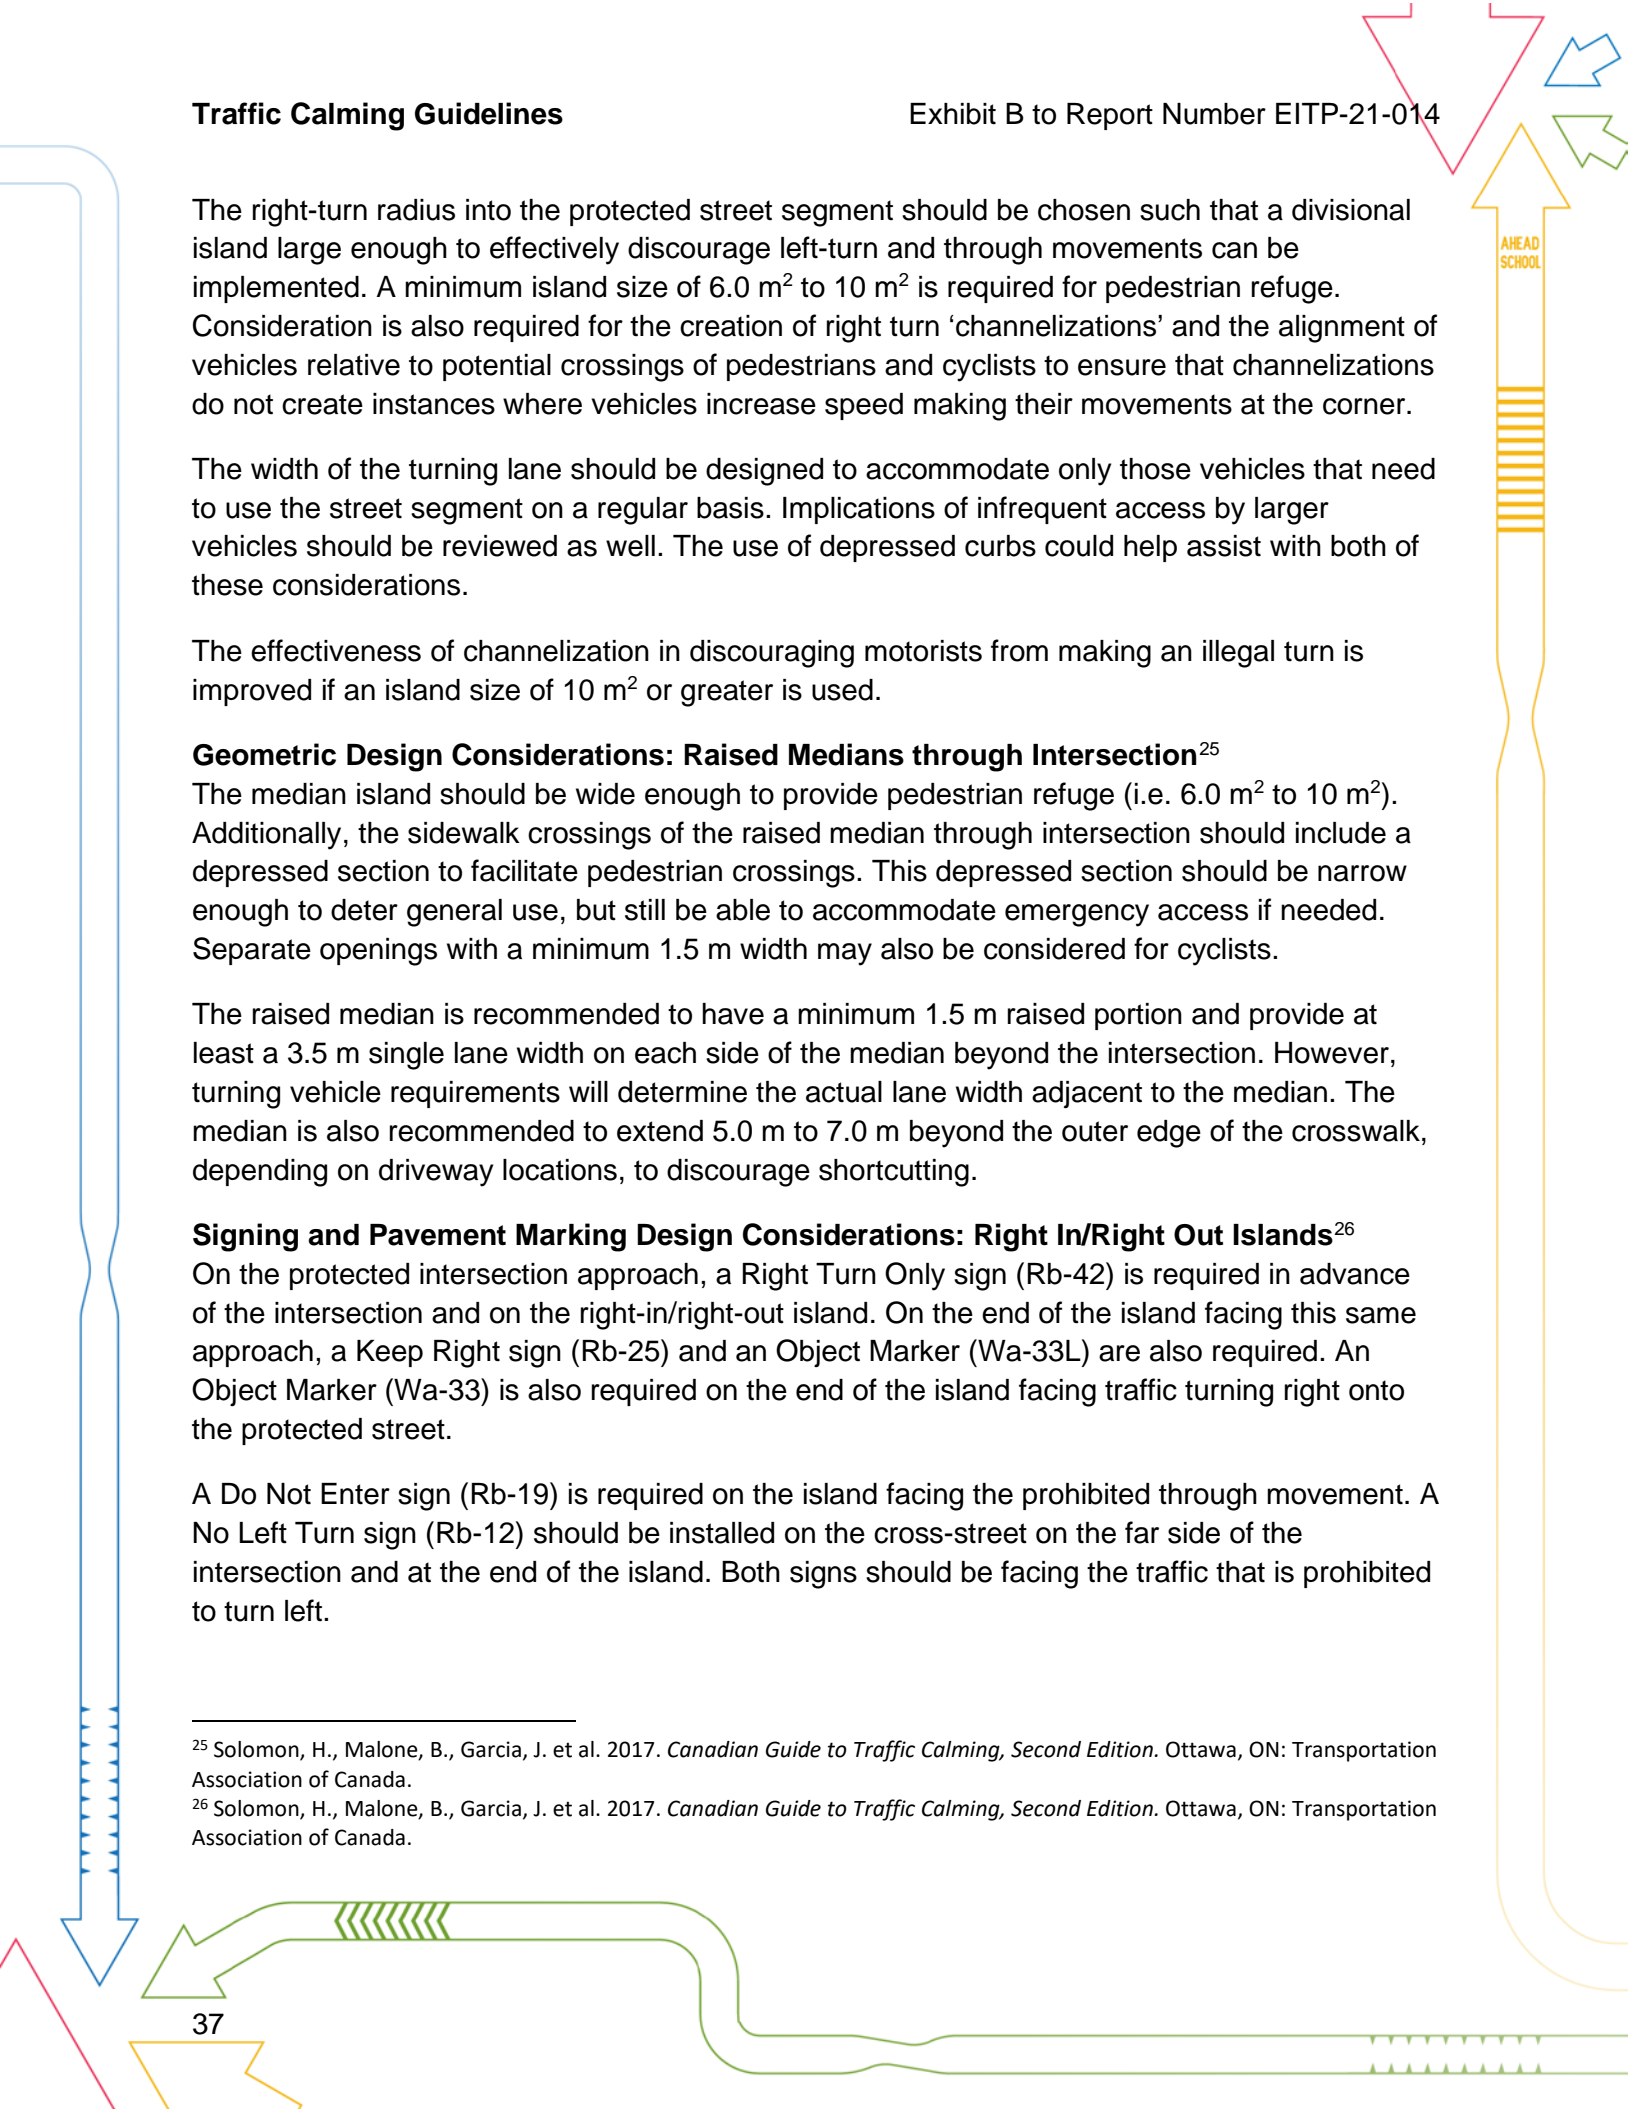 Traffic Calming Guidelines
Exhibit B to Report Number EITP-21-014
AHEAD
SCHOOL
The right-turn radius into the protected street segment should be chosen such that a divisional
island large enough to effectively discourage left-turn and through movements can be
implemented. A minimum island size of 6.0 m² to 10 m² is required for pedestrian refuge.
Consideration is also required for the creation of right turn ‘channelizations’ and the alignment of
vehicles relative to potential crossings of pedestrians and cyclists to ensure that channelizations
do not create instances where vehicles increase speed making their movements at the corner.
The width of the turning lane should be designed to accommodate only those vehicles that need
to use the street segment on a regular basis. Implications of infrequent access by larger
vehicles should be reviewed as well. The use of depressed curbs could help assist with both of
these considerations.
The effectiveness of channelization in discouraging motorists from making an illegal turn is
improved if an island size of 10 m² or greater is used.
Geometric Design Considerations: Raised Medians through Intersection²⁵
The median island should be wide enough to provide pedestrian refuge (i.e. 6.0 m² to 10 m²).
Additionally, the sidewalk crossings of the raised median through intersection should include a
depressed section to facilitate pedestrian crossings. This depressed section should be narrow
enough to deter general use, but still be able to accommodate emergency access if needed.
Separate openings with a minimum 1.5 m width may also be considered for cyclists.
The raised median is recommended to have a minimum 1.5 m raised portion and provide at
least a 3.5 m single lane width on each side of the median beyond the intersection. However,
turning vehicle requirements will determine the actual lane width adjacent to the median. The
median is also recommended to extend 5.0 m to 7.0 m beyond the outer edge of the crosswalk,
depending on driveway locations, to discourage shortcutting.
Signing and Pavement Marking Design Considerations: Right In/Right Out Islands²⁶
On the protected intersection approach, a Right Turn Only sign (Rb-42) is required in advance
of the intersection and on the right-in/right-out island. On the end of the island facing this same
approach, a Keep Right sign (Rb-25) and an Object Marker (Wa-33L) are also required. An
Object Marker (Wa-33) is also required on the end of the island facing traffic turning right onto
the protected street.
A Do Not Enter sign (Rb-19) is required on the island facing the prohibited through movement. A
No Left Turn sign (Rb-12) should be installed on the cross-street on the far side of the
intersection and at the end of the island. Both signs should be facing the traffic that is prohibited
to turn left.
²⁵ Solomon, H., Malone, B., Garcia, J. et al. 2017. Canadian Guide to Traffic Calming, Second Edition. Ottawa, ON: Transportation
Association of Canada.
²⁶ Solomon, H., Malone, B., Garcia, J. et al. 2017. Canadian Guide to Traffic Calming, Second Edition. Ottawa, ON: Transportation
Association of Canada.
37